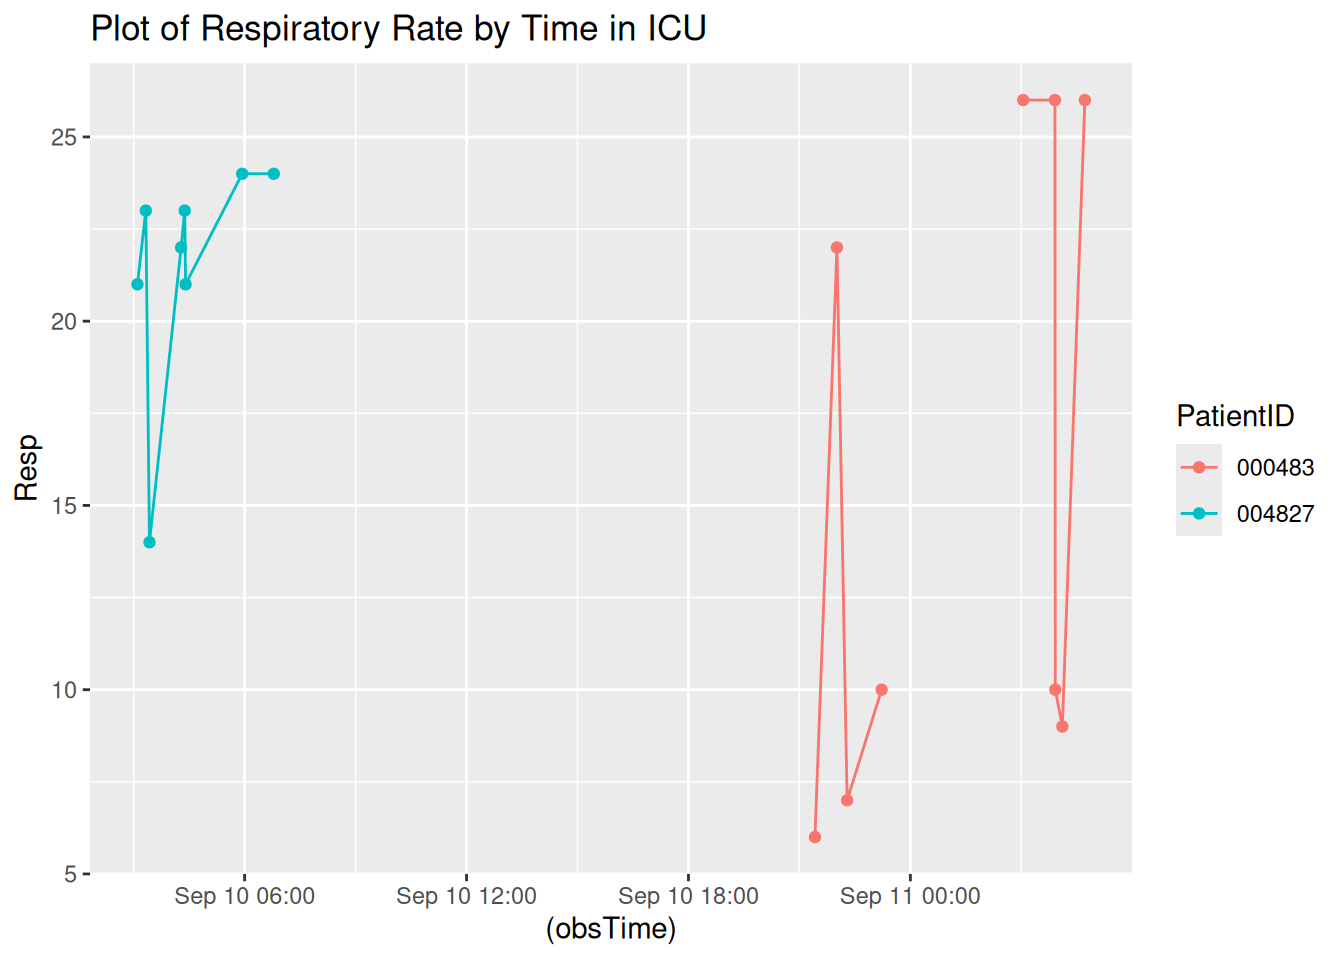 Plot of Respiratory Rate by Time in ICU
25
20
15
10
5
Resp
Sep 10 06:00 Sep 10 12:00 Sep 10 18:00 Sep 11 00:00
(obsTime)
PatientID
000483
004827